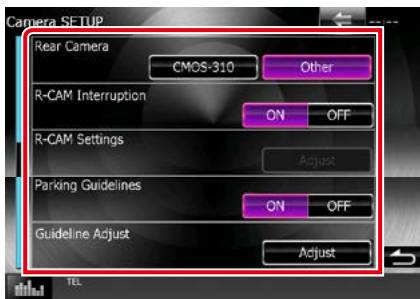 Camera SETUP
--:--
Rear Camera
CMOS-310 Other
R-CAM Interruption
ON OFF
R-CAM Settings
Adjust
Parking Guidelines
ON OFF
Guideline Adjust
Adjust
TEL